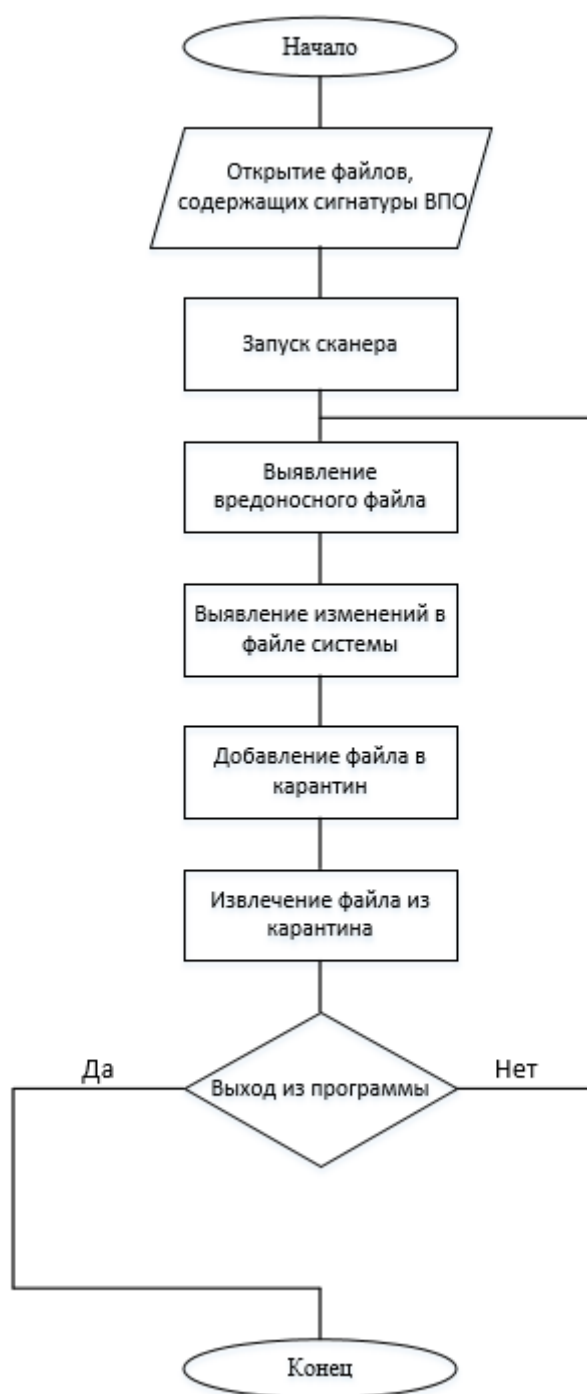 Начало
Открытие файлов,
содержащих сигнатуры ВПО
Запуск сканера
Выявление
вредоносного файла
Выявление изменений в
файле системы
Добавление файла в
карантин
Извлечение файла из
карантина
Да
Выход из программы
Нет
Конец